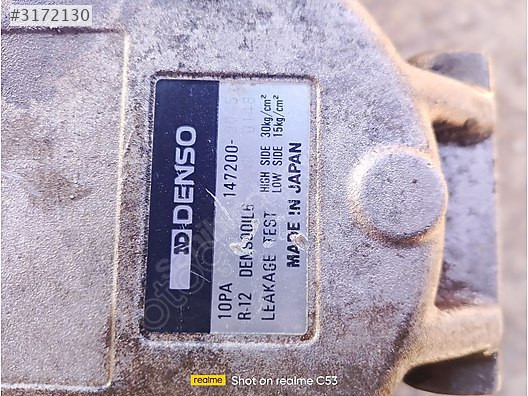 #3172130
DENSO
10PA
147200-
R-12 DENSOOIL6
LEAKAGE TEST HIGH SIDE 30kg/cm²
LOW SIDE 15kg/cm²
MADE IN JAPAN
realme Shot on realme C53